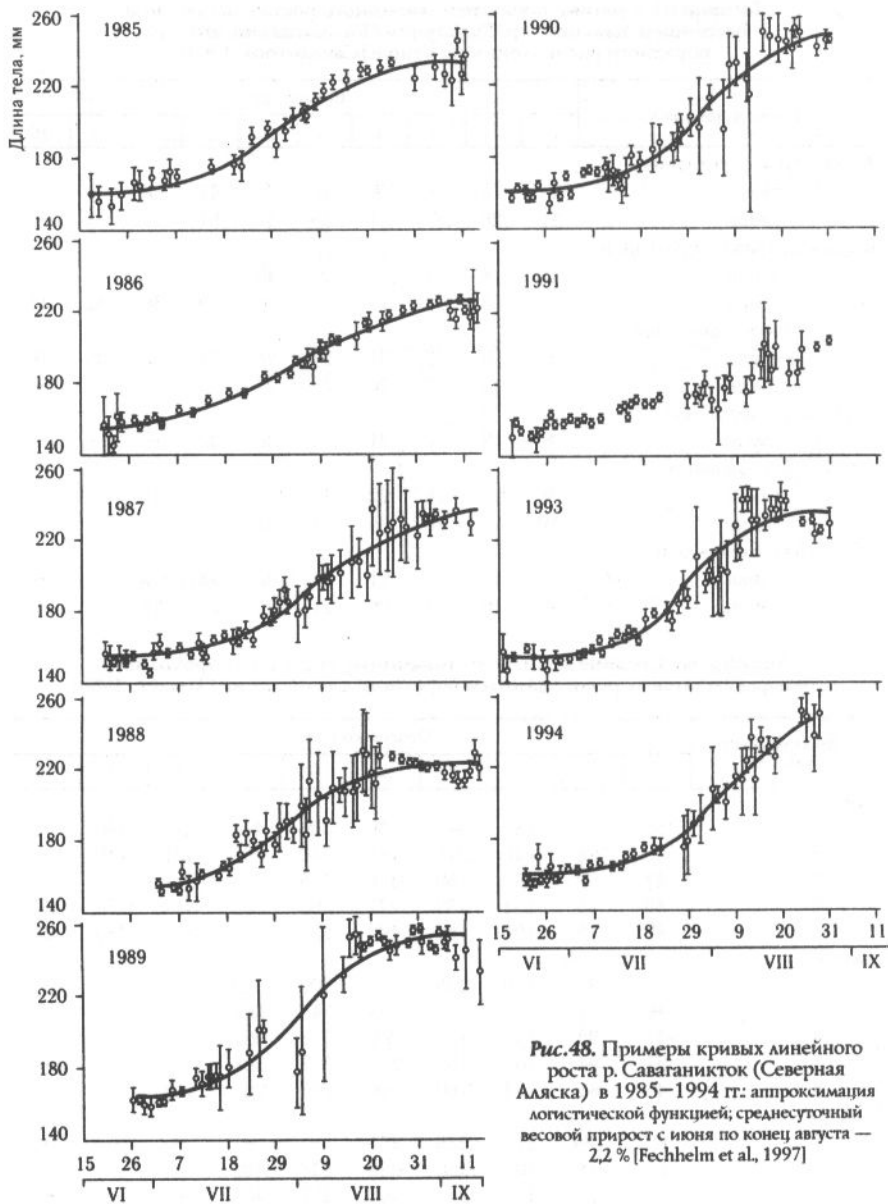 Длина тела, мм
260
220
180
140
1985
1990
260
220
180
140
1986
1991
260
220
180
140
1987
1993
260
220
180
140
1988
1994
15 26 7 18 29 9 20 31 11
VI VII VIII IX
260
220
180
140
1989
15 26 7 18 29 9 20 31 11
VI VII VIII IX
Рис.48. Примеры кривых линейного
роста р. Саваганикток (Северная
Аляска) в 1985—1994 гг.: аппроксимация
логистической функцией; среднесуточный
весовой прирост с июня по конец августа —
2,2 % [Fechhelm et al., 1997]